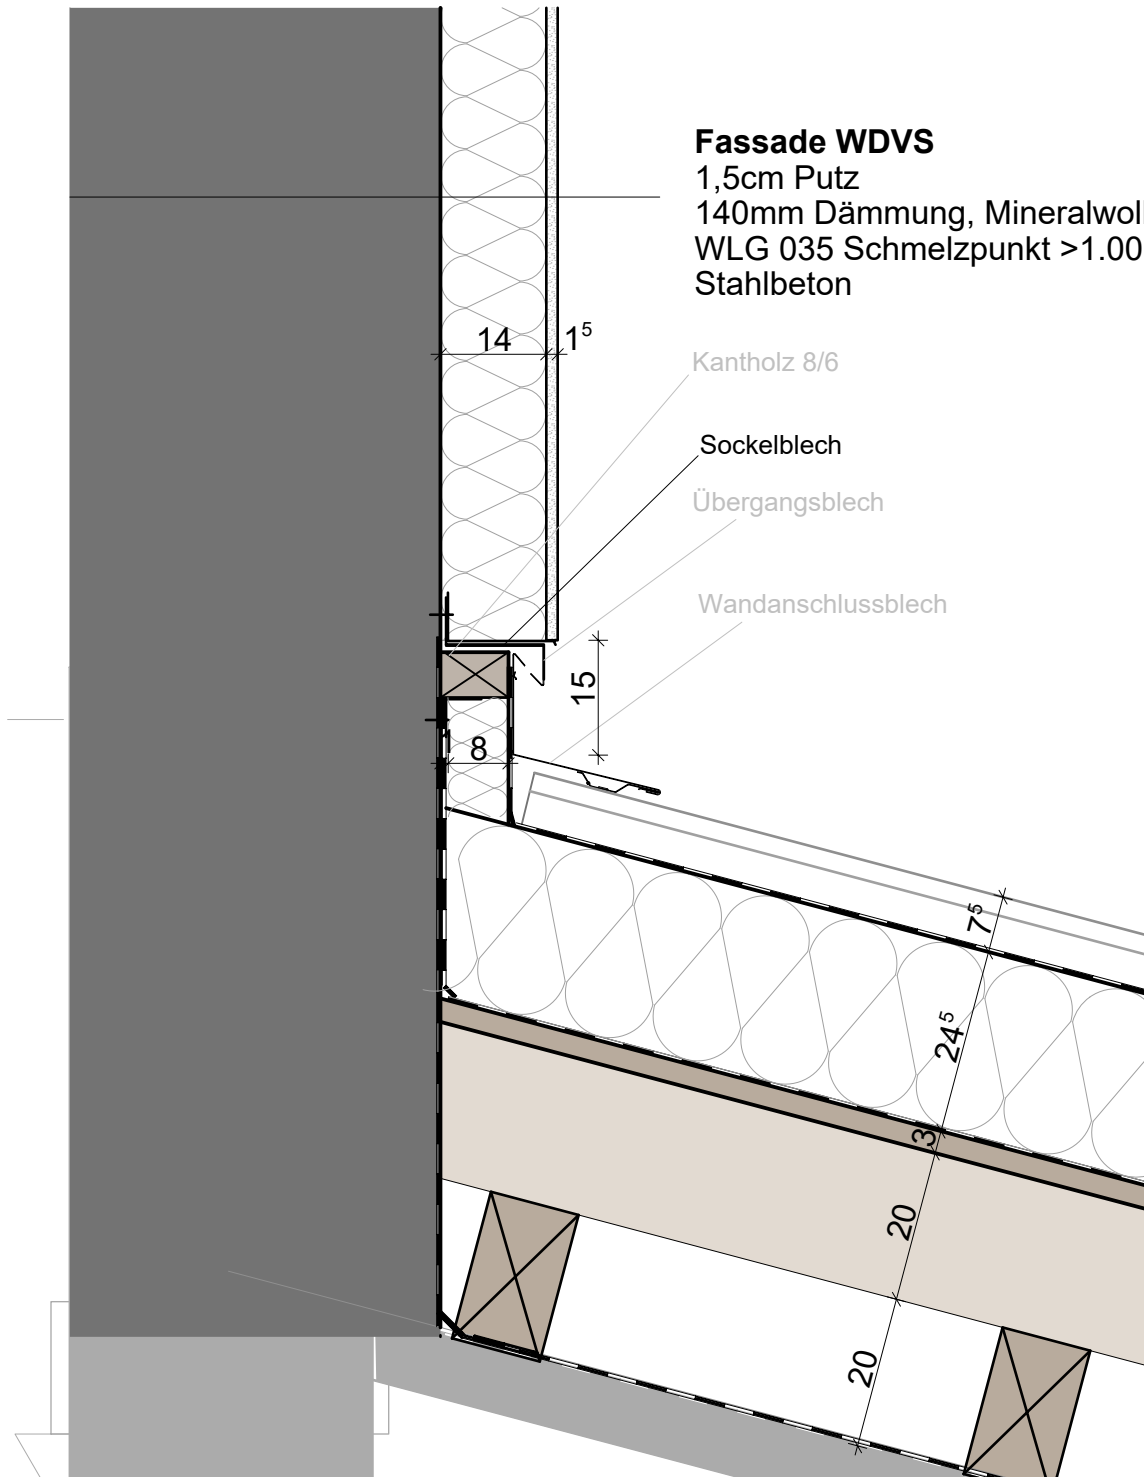 Fassade WDVS
1,5cm Putz
140mm Dämmung, Mineralwoll
WLG 035 Schmelzpunkt >1.00
Stahlbeton
14
1⁵
Kantholz 8/6
Sockelblech
Übergangsblech
Wandanschlussblech
15
8
7⁵
24⁵
3
20
20